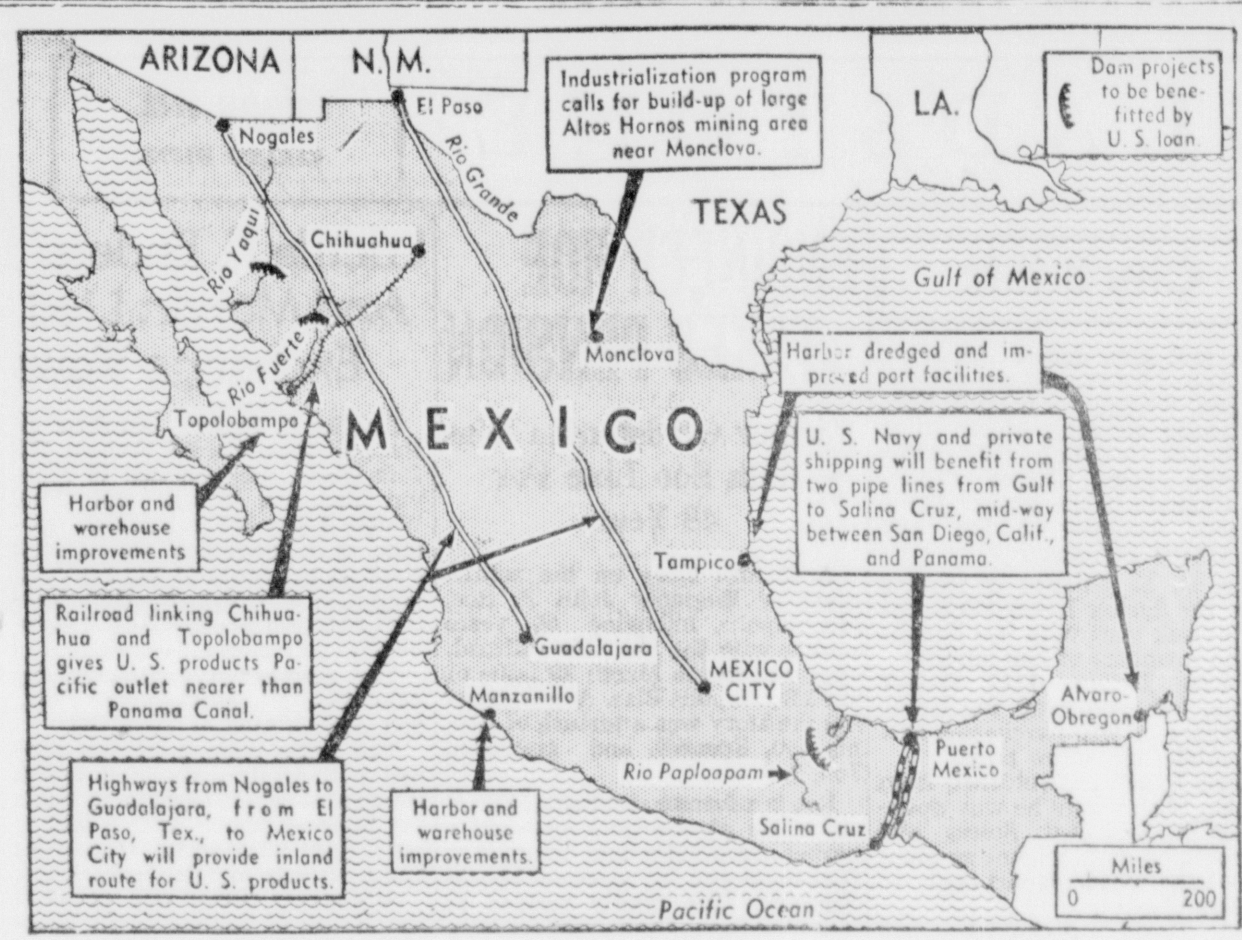 ARIZONA
N. M.
LA.
El Paso
Nogales
Rio Grande
TEXAS
Industrialization program
calls for build-up of large
Altos Hornos mining area
near Monclova.
Dam projects
to be bene-
fitted by
U. S. loan.
Rio Yaqui
Chihuahua
Gulf of Mexico
Rio Fuerte
Monclova
Topolobampo
MEXICO
Harbor dredged and im-
proved port facilities.
U. S. Navy and private
shipping will benefit from
two pipe lines from Gulf
to Salina Cruz, mid-way
between San Diego, Calif.,
and Panama.
Harbor and
warehouse
improvements
Tampico
Railroad linking Chihua-
hua and Topolobampo
gives U. S. products Pa-
cific outlet nearer than
Panama Canal.
Guadalajara
MEXICO
CITY
Manzanillo
Alvaro-
Obregon
Puerto
Mexico
Rio Paploapam
Salina Cruz
Highways from Nogales to
Guadalajara, from El
Paso, Tex., to Mexico
City will provide inland
route for U. S. products.
Harbor and
warehouse
improvements.
Miles
0 200
Pacific Ocean